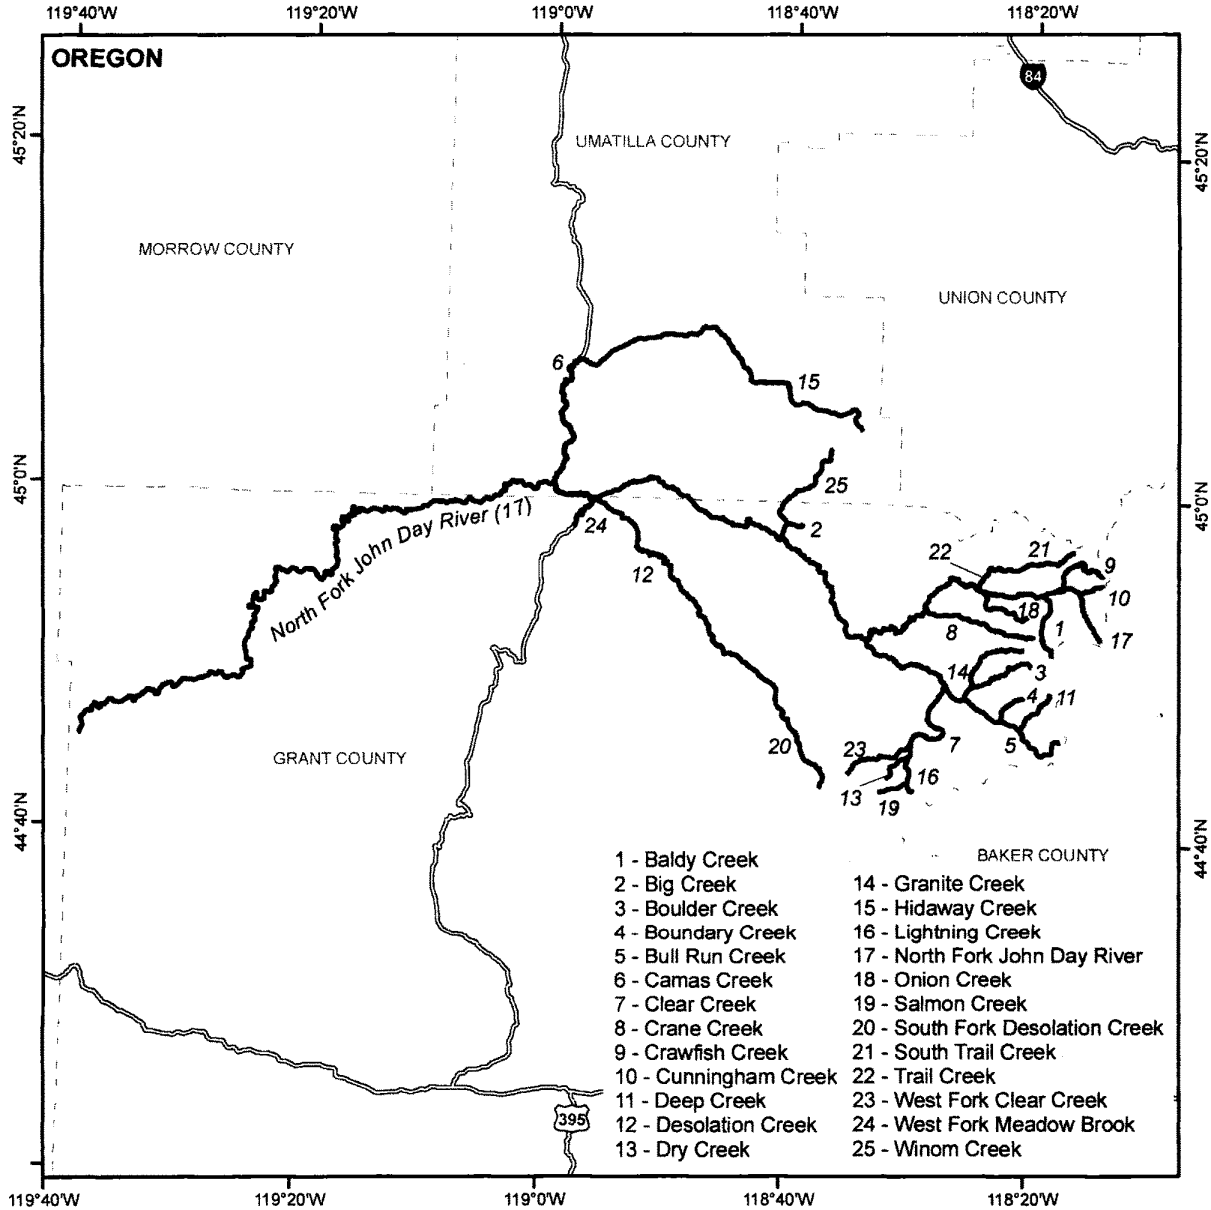 119°40'W 119°20'W 119°0'W 118°40'W 118°20'W
OREGON
84
45°20'N
UMATILLA COUNTY
45°20'N
MORROW COUNTY
UNION COUNTY
6
15
45°0'N
25
45°0'N
North Fork John Day River (17)
24
2
12
22
21
9
10
18
8
1
17
14
3
4
11
20
23
7
5
GRANT COUNTY
13
16
19
44°40'N
44°40'N
BAKER COUNTY
1 - Baldy Creek
2 - Big Creek
3 - Boulder Creek
4 - Boundary Creek
5 - Bull Run Creek
6 - Camas Creek
7 - Clear Creek
8 - Crane Creek
9 - Crawfish Creek
10 - Cunningham Creek
11 - Deep Creek
12 - Desolation Creek
13 - Dry Creek
14 - Granite Creek
15 - Hidaway Creek
16 - Lightning Creek
17 - North Fork John Day River
18 - Onion Creek
19 - Salmon Creek
20 - South Fork Desolation Creek
21 - South Trail Creek
22 - Trail Creek
23 - West Fork Clear Creek
24 - West Fork Meadow Brook
25 - Winom Creek
395
119°40'W 119°20'W 119°0'W 118°40'W 118°20'W